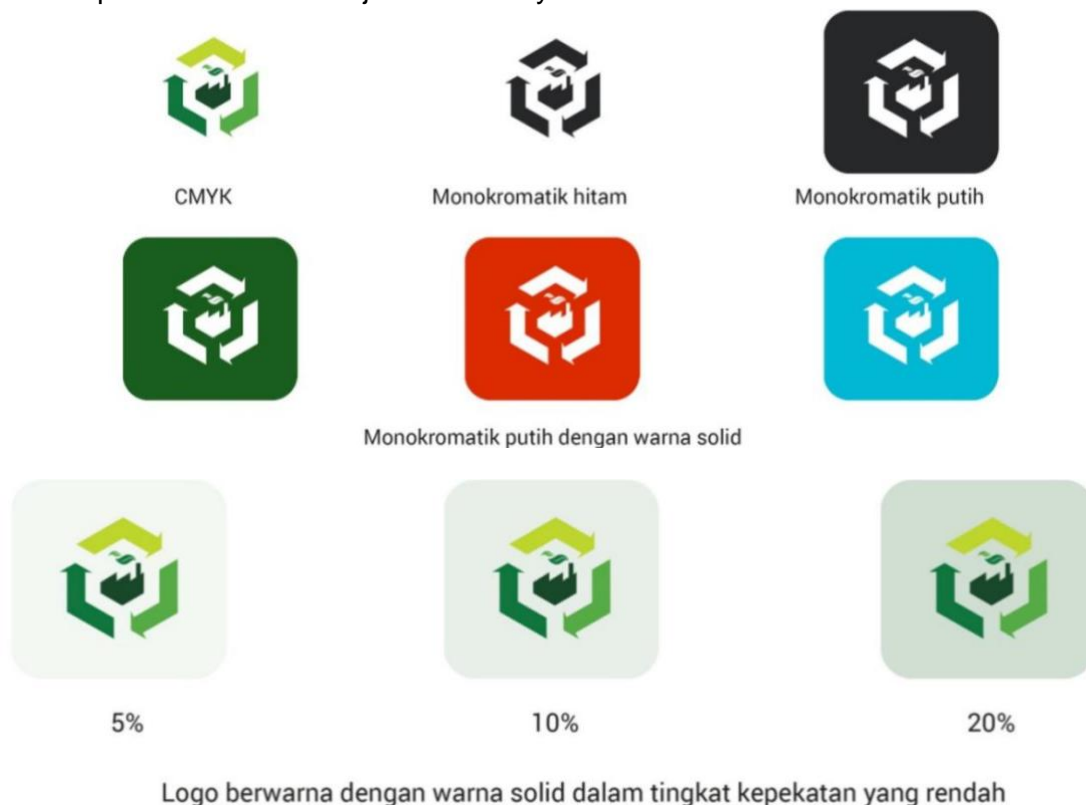 CMYK
Monokromatik hitam
Monokromatik putih
Monokromatik putih dengan warna solid
5%
10%
20%
Logo berwarna dengan warna solid dalam tingkat kepekatan yang rendah